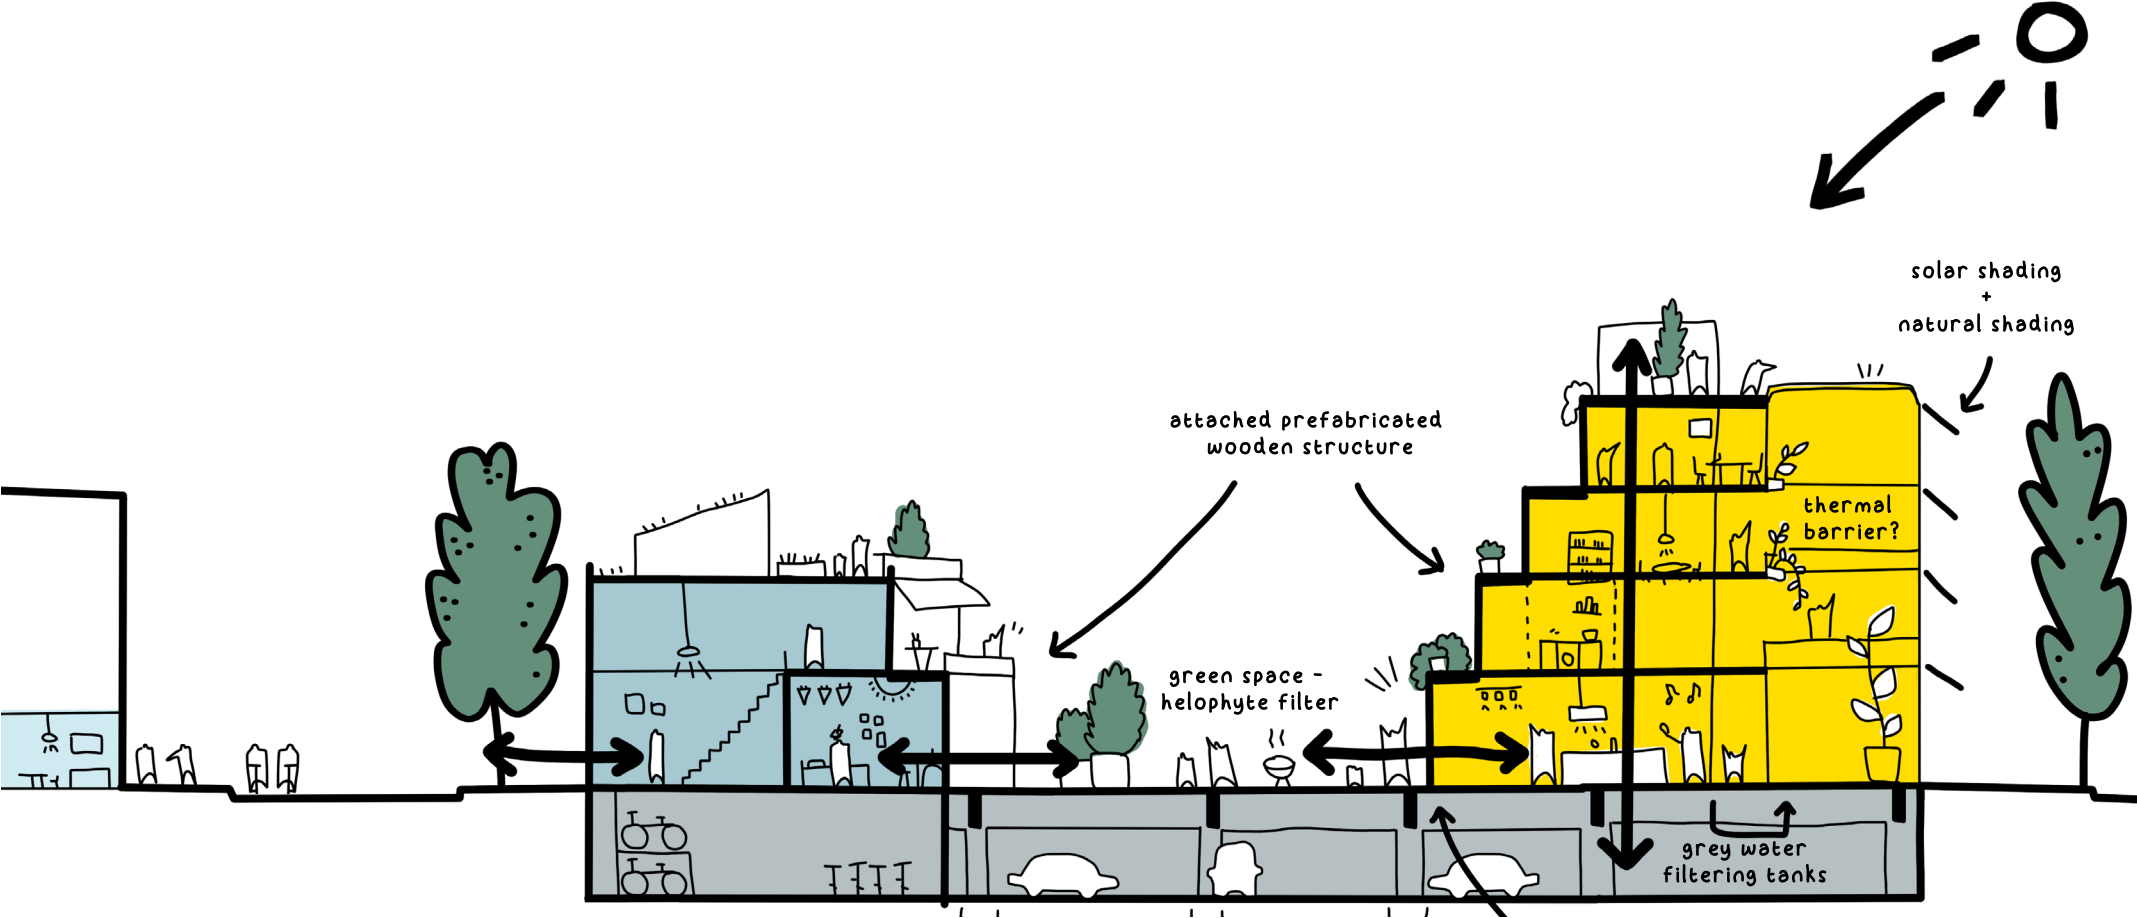 solar shading
+
natural shading
attached prefabricated
wooden structure
thermal
barrier?
green space -
helophyte filter
grey water
filtering tanks